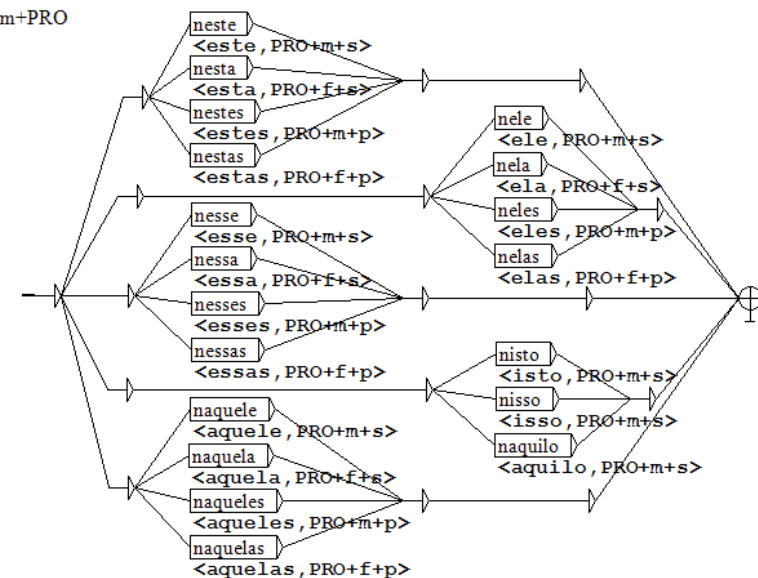 m+PRO
neste
<este,PRO+m+s>
nesta
<esta,PRO+f+s>
nestes
<estes,PRO+m+p>
nestas
<estas,PRO+f+p>
nele
<ele,PRO+m+s>
nela
<ela,PRO+f+s>
neles
<eles,PRO+m+p>
nelas
<elas,PRO+f+p>
nesse
<esse,PRO+m+s>
nessa
<essa,PRO+f+s>
nesses
<esses,PRO+m+p>
nessas
<essas,PRO+f+p>
nisto
<isto,PRO+m+s>
nisso
<isso,PRO+m+s>
naquilo
<aquilo,PRO+m+s>
naquele
<aquele,PRO+m+s>
naquela
<aquela,PRO+f+s>
naqueles
<aqueles,PRO+m+p>
naquelas
<aquelas,PRO+f+p>